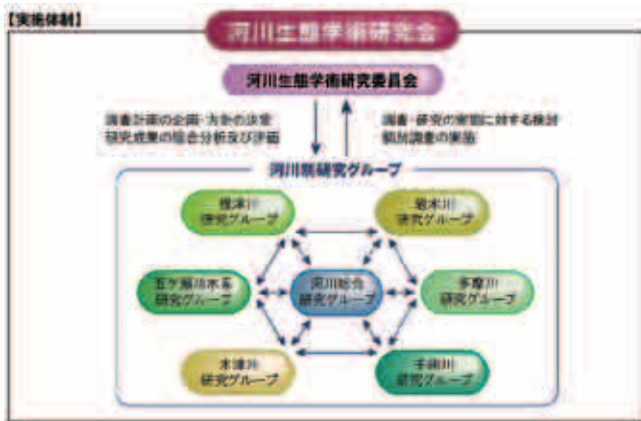 【実施体制】
河川生態学術研究会
河川生態学術研究委員会
調査計画の企画・方針の決定
研究成果の総合分析及び評価
調査・研究の実施に対する検討
個別調査の実施
河川別研究グループ
標津川
研究グループ
岩木川
研究グループ
五ヶ瀬川水系
研究グループ
河川総合
研究グループ
多摩川
研究グループ
木津川
研究グループ
千曲川
研究グループ